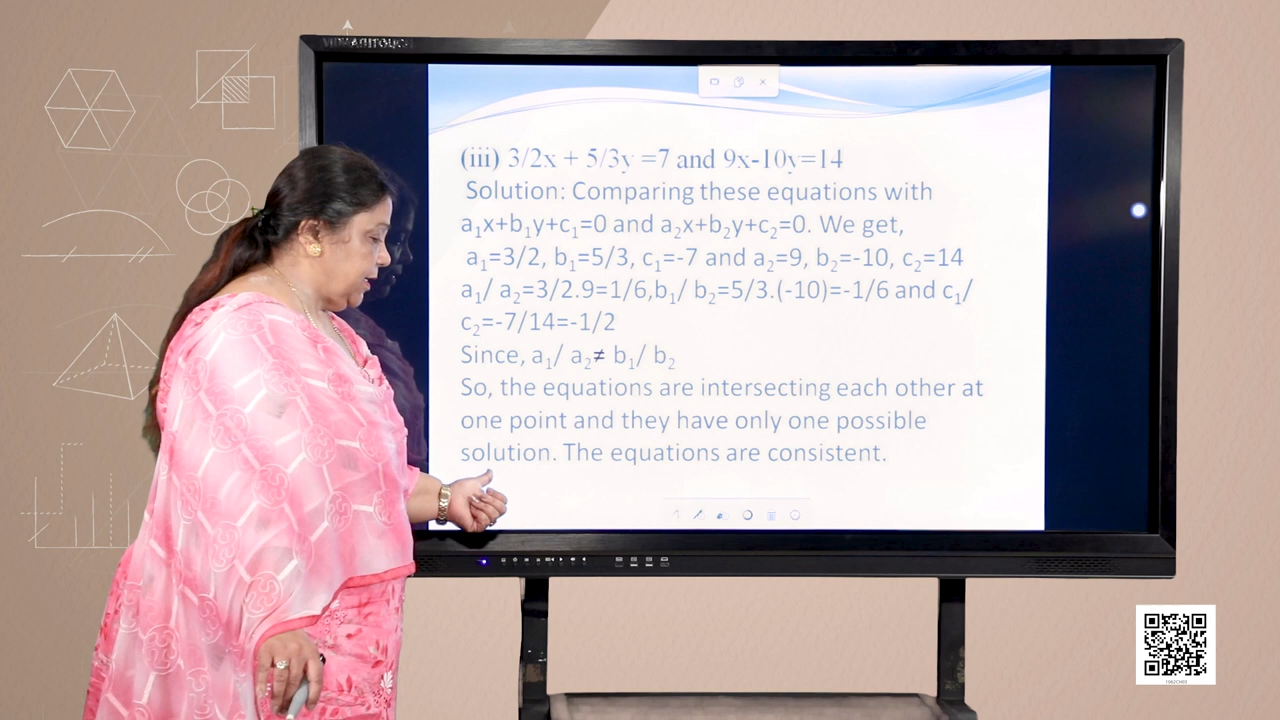 (iii) 3/2x + 5/3y =7 and 9x-10y=14
Solution: Comparing these equations with
a₁x+b₁y+c₁=0 and a₂x+b₂y+c₂=0. We get,
a₁=3/2, b₁=5/3, c₁=-7 and a₂=9, b₂=-10, c₂=14
a₁/ a₂=3/2.9=1/6,b₁/ b₂=5/3.(-10)=-1/6 and c₁/
c₂=-7/14=-1/2
Since, a₁/ a₂≠ b₁/ b₂
So, the equations are intersecting each other at
one point and they have only one possible
solution. The equations are consistent.